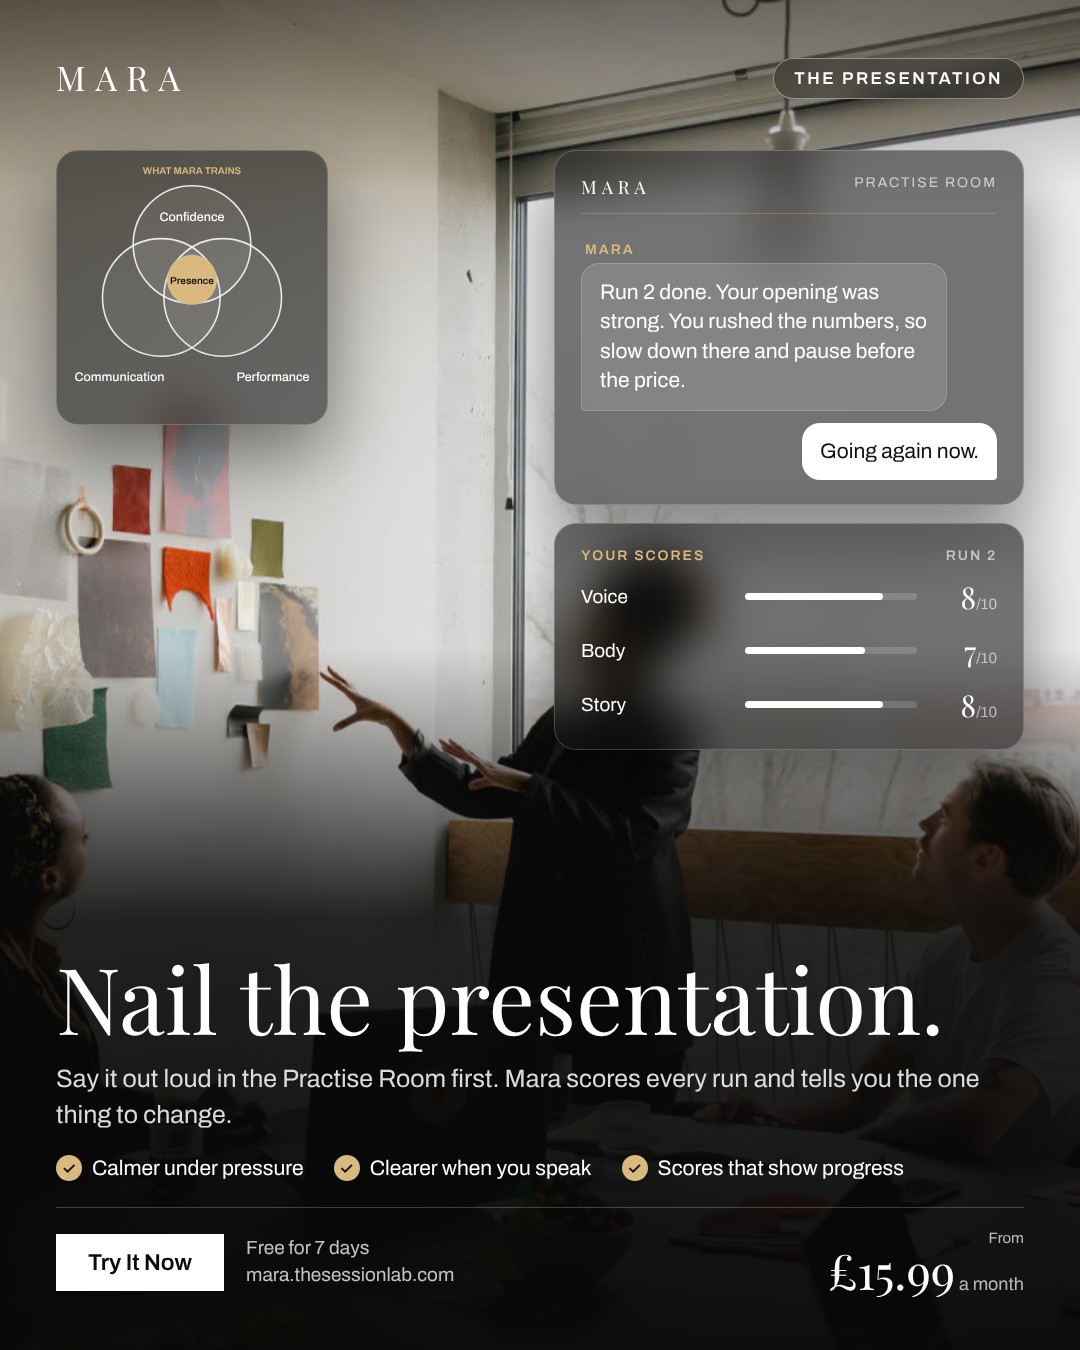 MARA
THE PRESENTATION
WHAT MARA TRAINS
Confidence
Presence
Communication
Performance
MARA
PRACTISE ROOM
MARA
Run 2 done. Your opening was
strong. You rushed the numbers, so
slow down there and pause before
the price.
Going again now.
YOUR SCORES
RUN 2
Voice
8/10
Body
7/10
Story
8/10
Nail the presentation.
Say it out loud in the Practise Room first. Mara scores every run and tells you the one
thing to change.
Calmer under pressure
Clearer when you speak
Scores that show progress
Try It Now
Free for 7 days
mara.thesessionlab.com
From
£15.99 a month